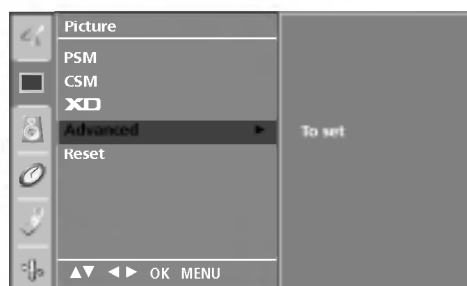 Picture
PSM
CSM
XD
Advanced ► To set
Reset
▲▼ ◄► OK MENU